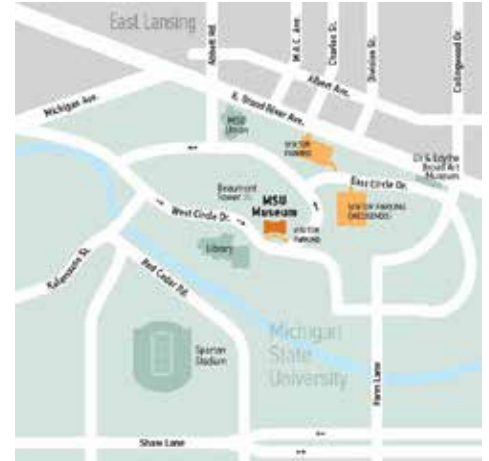 East Lansing
Abbott Rd.
M.A.C. Ave.
Charles St.
Division St.
Collingwood Dr.
Albert Ave.
Michigan Ave.
E. Grand River Ave.
MSU
Union
VISITOR
PARKING
Eli & Edythe
Broad Art
Museum
East Circle Dr.
Beaumont
Tower
MSU
Museum
VISITOR PARKING
(WEEKENDS)
West Circle Dr.
VISITOR
PARKING
Library
Kalamazoo St.
Red Cedar Rd.
Spartan
Stadium
Michigan
State
University
Farm Lane
Shaw Lane